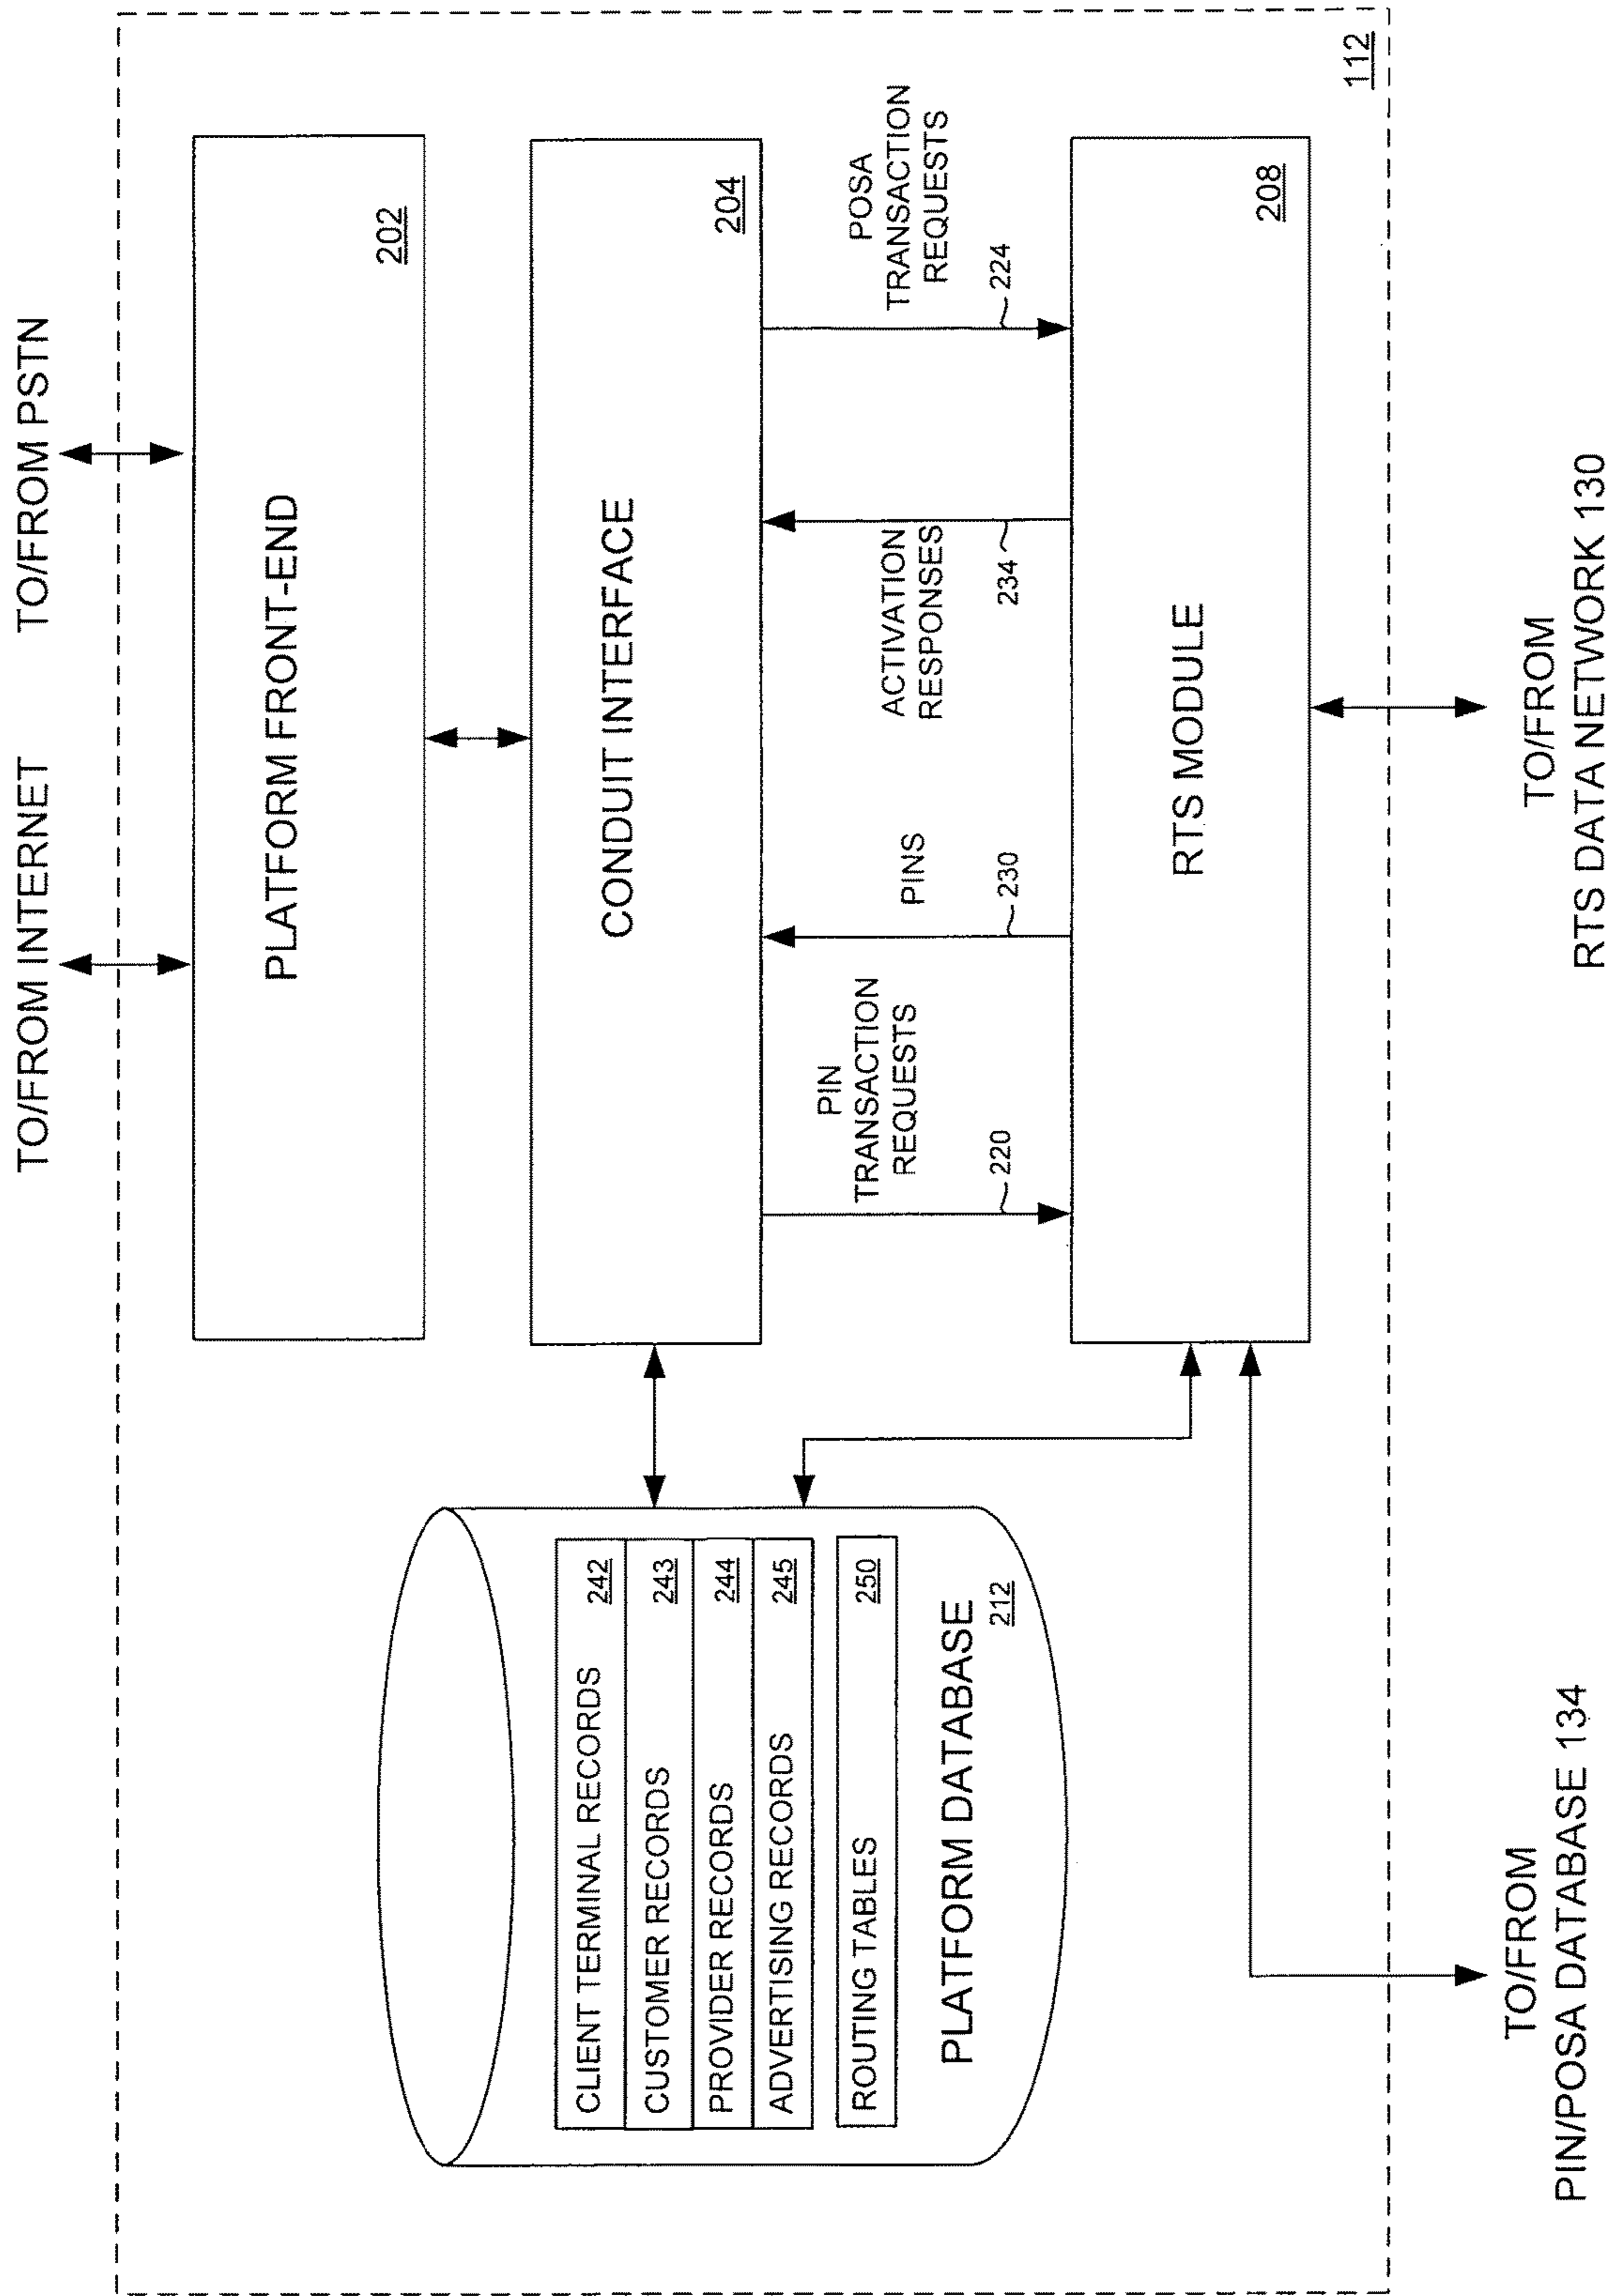 TO/FROM INTERNET
TO/FROM PSTN
PLATFORM FRONT-END
202
CONDUIT INTERFACE
204
PIN
TRANSACTION
REQUESTS
220
PINS
230
ACTIVATION
RESPONSES
234
POSA
TRANSACTION
REQUESTS
224
RTS MODULE
208
CLIENT TERMINAL RECORDS 242
CUSTOMER RECORDS 243
PROVIDER RECORDS 244
ADVERTISING RECORDS 245
ROUTING TABLES 250
PLATFORM DATABASE
212
112
TO/FROM
PIN/POSA DATABASE 134
TO/FROM
RTS DATA NETWORK 130